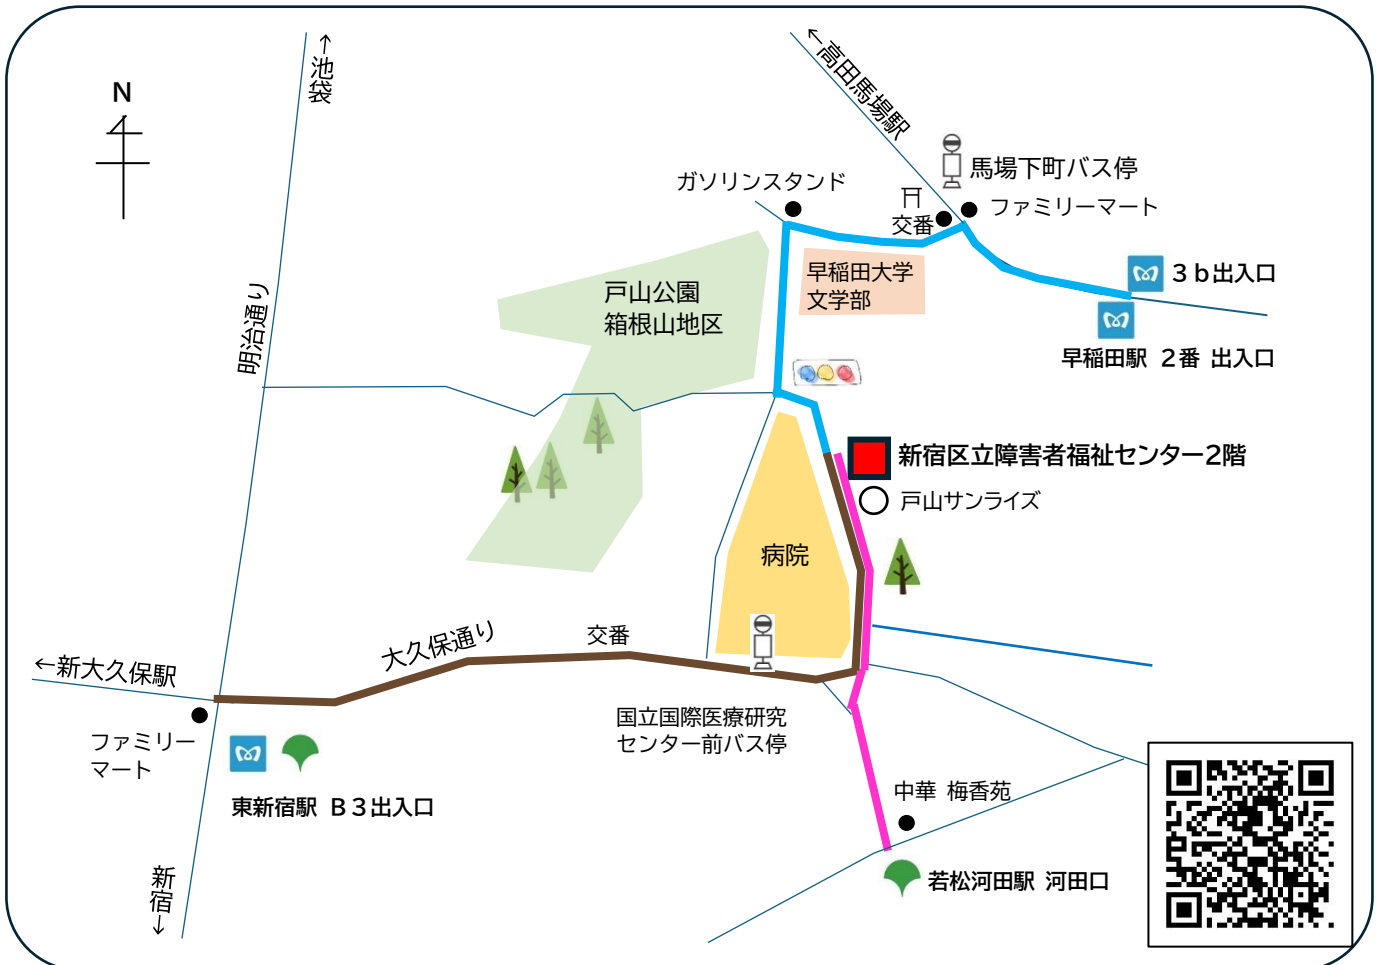 N
↑池袋
←高田馬場駅
馬場下町バス停
ガソリンスタンド
交番
ファミリーマート
早稲田大学
文学部
3b出入口
早稲田駅 2番 出入口
戸山公園
箱根山地区
明治通り
新宿区立障害者福祉センター2階
戸山サンライズ
病院
大久保通り
交番
←新大久保駅
ファミリー
マート
国立国際医療研究
センター前バス停
東新宿駅 B3出入口
中華 梅香苑
若松河田駅 河田口
新宿↓